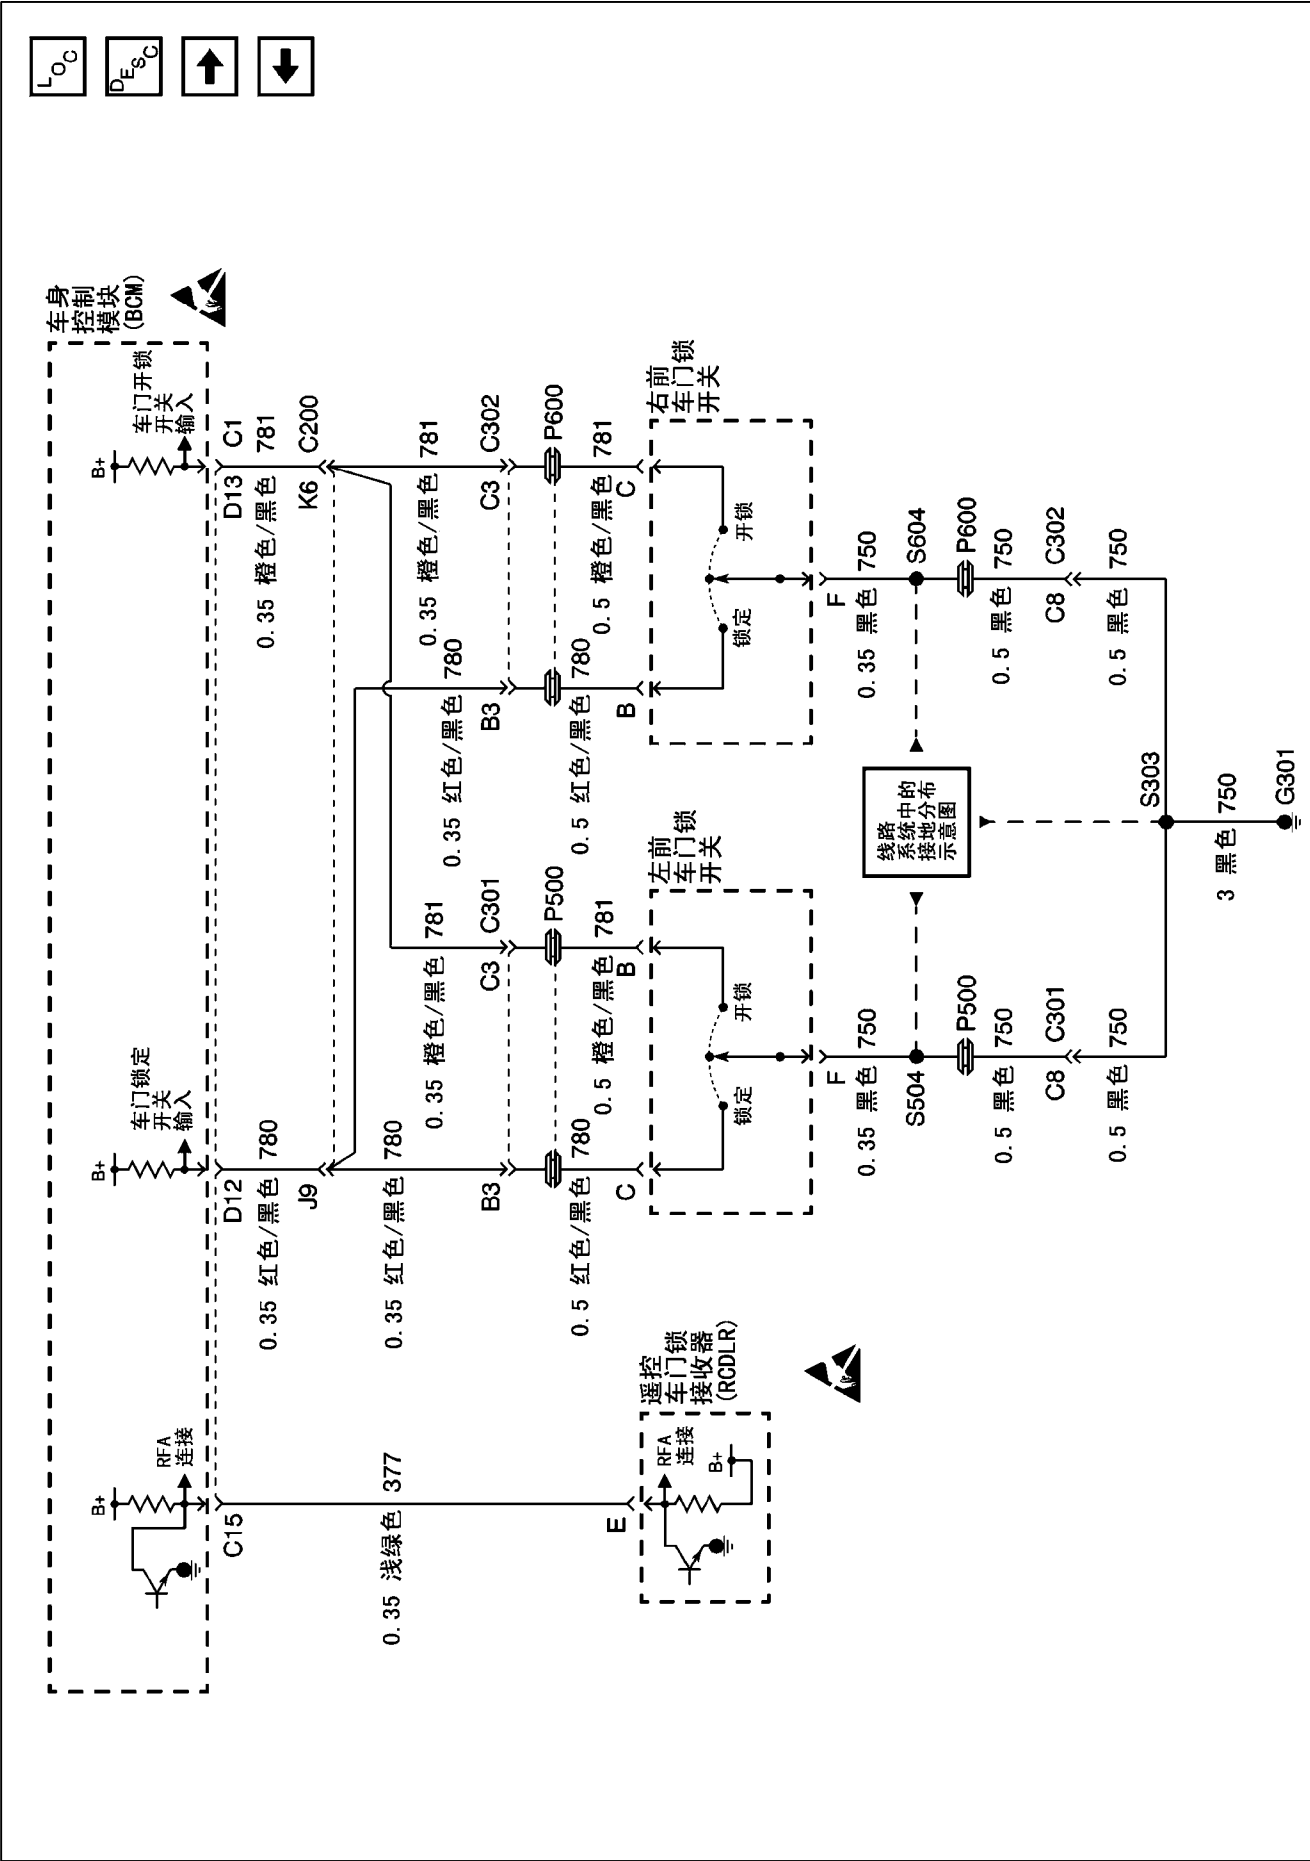 LOC
DESC
车身
控制
模块
(BCM)
B+
RFA
连接
B+
车门锁定
开关
输入
B+
车门开锁
开关
输入
C15
D12
D13
C1
0.35 红色/黑色 780
0.35 橙色/黑色 781
J9
K6
C200
0.35 浅绿色 377
0.35 红色/黑色 780
0.35 橙色/黑色 781
0.35 红色/黑色 780
0.35 橙色/黑色 781
B3
C3
C301
B3
C3
C302
P500
P600
0.5 红色/黑色 780
0.5 橙色/黑色 781
0.5 红色/黑色 780
0.5 橙色/黑色 781
E
C
B
B
C
遥控
车门锁
接收器
(RCDLR)
RFA
连接
B+
左前
车门锁
开关
锁定
开锁
右前
车门锁
开关
锁定
开锁
F
F
0.35 黑色 750
0.35 黑色 750
S504
S604
线路
系统中的
接地分布
示意图
P500
P600
0.5 黑色 750
0.5 黑色 750
C8
C301
C8
C302
0.5 黑色 750
0.5 黑色 750
S303
3 黑色 750
G301